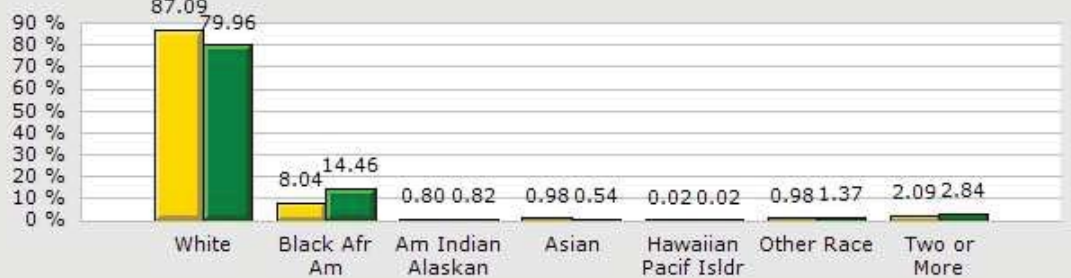 87.09 79.96
90 %
80 %
70 %
60 %
50 %
40 %
30 %
20 %
10 %
0 %
8.04 14.46
0.80 0.82
0.98 0.54
0.02 0.02
0.98 1.37
2.09 2.84
White
Black Afr
Am
Am Indian
Alaskan
Asian
Hawaiian
Pacif Isldr
Other Race
Two or
More